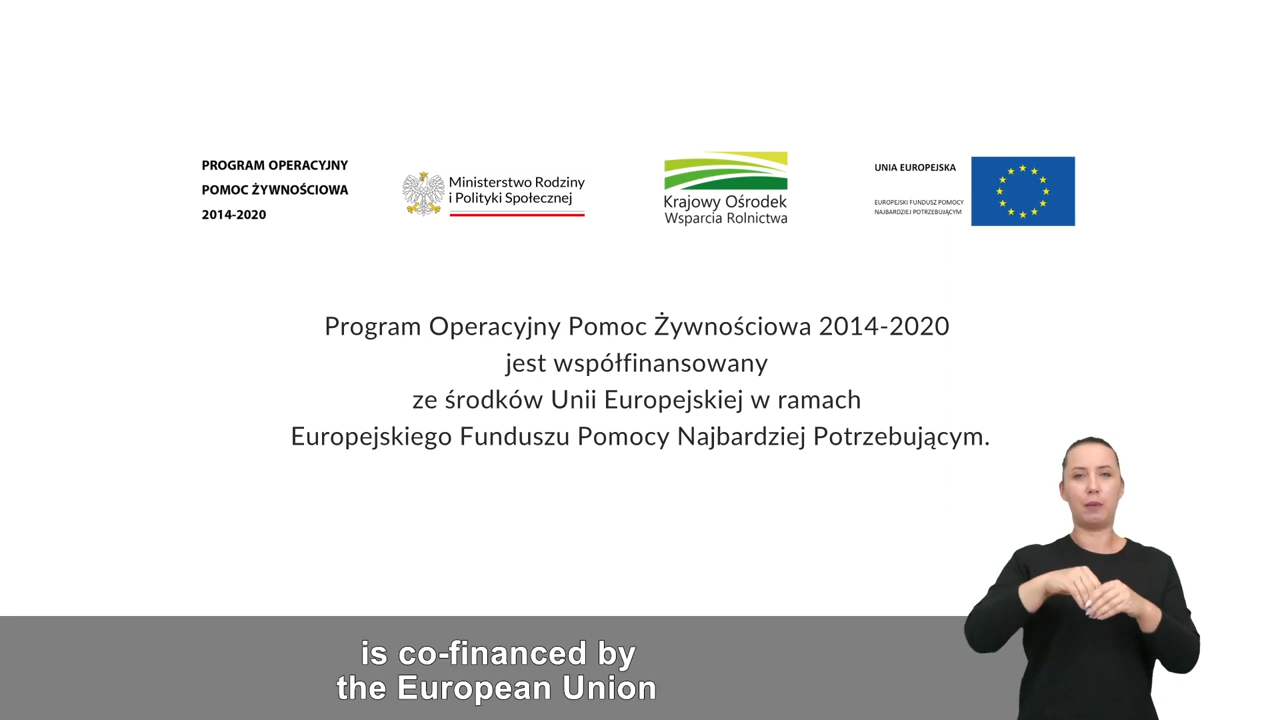 PROGRAM OPERACYJNY
POMOC ŻYWNOŚCIOWA
2014-2020
Ministerstwo Rodziny
i Polityki Społecznej
Krajowy Ośrodek
Wsparcia Rolnictwa
UNIA EUROPEJSKA
EUROPEJSKI FUNDUSZ POMOCY
NAJBARDZIEJ POTRZEBUJĄCYM
Program Operacyjny Pomoc Żywnościowa 2014-2020
jest współfinansowany
ze środków Unii Europejskiej w ramach
Europejskiego Funduszu Pomocy Najbardziej Potrzebującym.
is co-financed by
the European Union